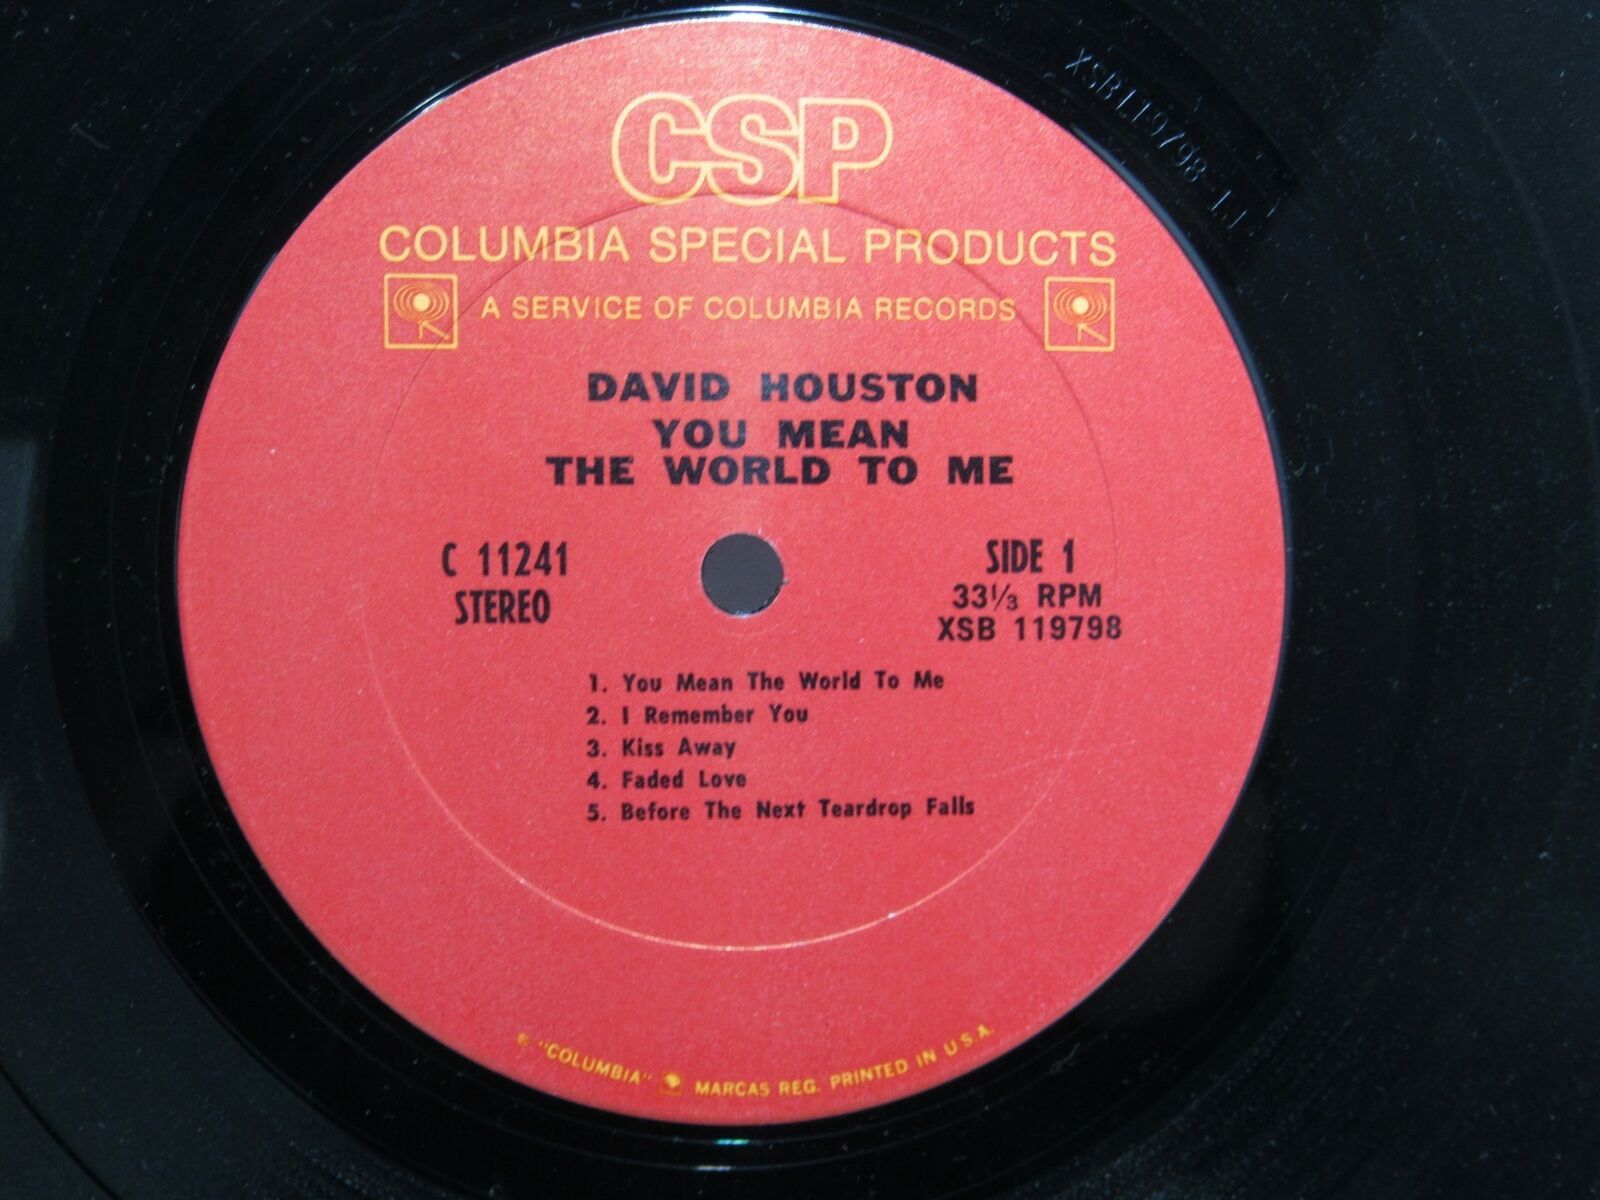 CSP
COLUMBIA SPECIAL PRODUCTS
A SERVICE OF COLUMBIA RECORDS
DAVID HOUSTON
YOU MEAN
THE WORLD TO ME
C 11241
STEREO
SIDE 1
33⅓ RPM
XSB 119798
1. You Mean The World To Me
2. I Remember You
3. Kiss Away
4. Faded Love
5. Before The Next Teardrop Falls
"COLUMBIA" MARCAS REG. PRINTED IN U.S.A.